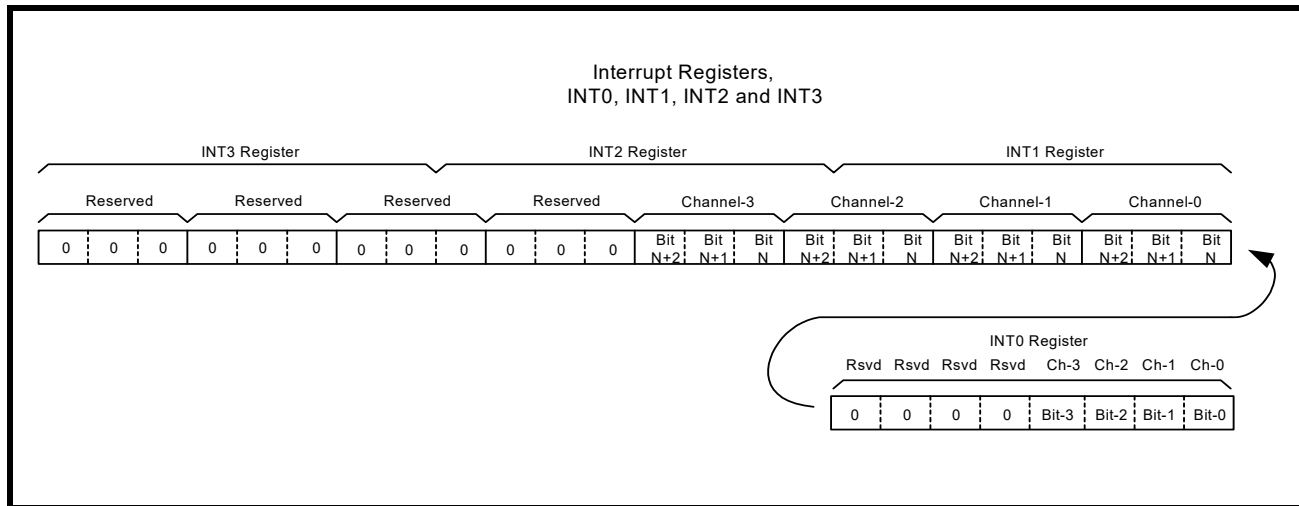 Interrupt Registers,
INT0, INT1, INT2 and INT3
INT3 Register INT2 Register INT1 Register
Reserved Reserved Reserved Reserved Channel-3 Channel-2 Channel-1 Channel-0
0 0 0 0 0 0 0 0 0 0 0 0 Bit N+2 Bit N+1 Bit N Bit N+2 Bit N+1 Bit N Bit N+2 Bit N+1 Bit N Bit N+2 Bit N+1 Bit N
INT0 Register
Rsvd Rsvd Rsvd Rsvd Ch-3 Ch-2 Ch-1 Ch-0
0 0 0 0 Bit-3 Bit-2 Bit-1 Bit-0